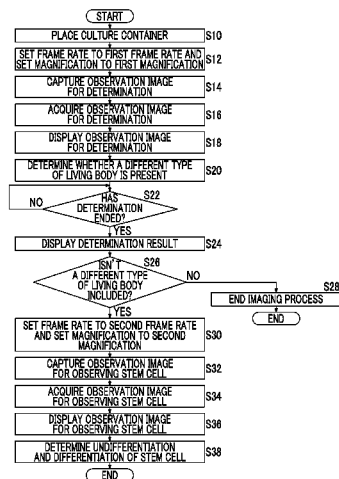 START
PLACE CULTURE CONTAINER S10
SET FRAME RATE TO FIRST FRAME RATE AND
SET MAGNIFICATION TO FIRST MAGNIFICATION
S12
CAPTURE OBSERVATION IMAGE
FOR DETERMINATION
S14
ACQUIRE OBSERVATION IMAGE
FOR DETERMINATION
S16
DISPLAY OBSERVATION IMAGE
FOR DETERMINATION
S18
DETERMINE WHETHER A DIFFERENT TYPE
OF LIVING BODY IS PRESENT
S20
S22
HAS
DETERMINATION
ENDED?
NO
YES
DISPLAY DETERMINATION RESULT S24
S26
ISN'T
A DIFFERENT TYPE
OF LIVING BODY
INCLUDED?
NO
S28
END IMAGING PROCESS
END
YES
SET FRAME RATE TO SECOND FRAME RATE
AND SET MAGNIFICATION TO SECOND
MAGNIFICATION
S30
CAPTURE OBSERVATION IMAGE
FOR OBSERVING STEM CELL
S32
ACQUIRE OBSERVATION IMAGE
FOR OBSERVING STEM CELL
S34
DISPLAY OBSERVATION IMAGE
FOR OBSERVING STEM CELL
S36
DETERMINE UNDIFFERENTIATION
AND DIFFERENTIATION OF STEM CELL
S38
END